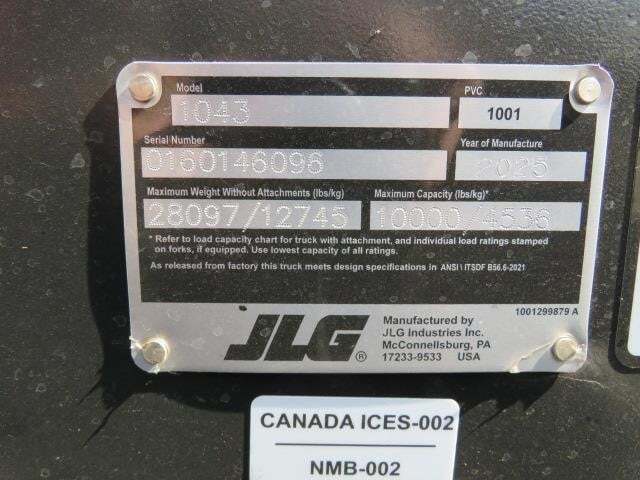 Model
1043
PVC
1001
Serial Number
0160146096
Year of Manufacture
2025
Maximum Weight Without Attachments (lbs/kg)
28097/12745
Maximum Capacity (lbs/kg)*
10000/4536
* Refer to load capacity chart for truck with attachment, and individual load ratings stamped
on forks, if equipped. Use lowest capacity of all ratings.
As released from factory this truck meets design specifications in ANSI \ ITSDF B56.6-2021
1001299879 A
JLG®
Manufactured by
JLG Industries Inc.
McConnellsburg, PA
17233-9533 USA
CANADA ICES-002
NMB-002